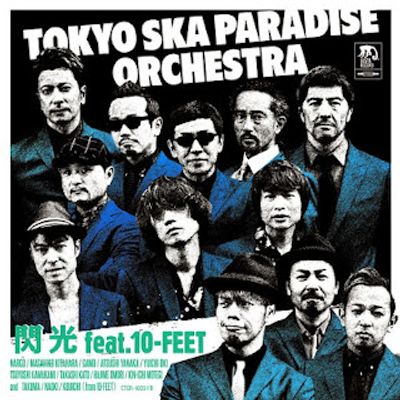 TOKYO SKA PARADISE
ORCHESTRA
閃光 feat.10-FEET
NARGO / MASAHIKO KITAHARA / GAMO / ATSUSHI YANAKA / YUICHI OKI
TSUYOSHI KAWAKAMI / TAKASHI KATO / HAJIME OMORI / KIN-ICHI MOTEGI
and TAKUMA / NAOKI / KOUICHI (from 10-FEET)